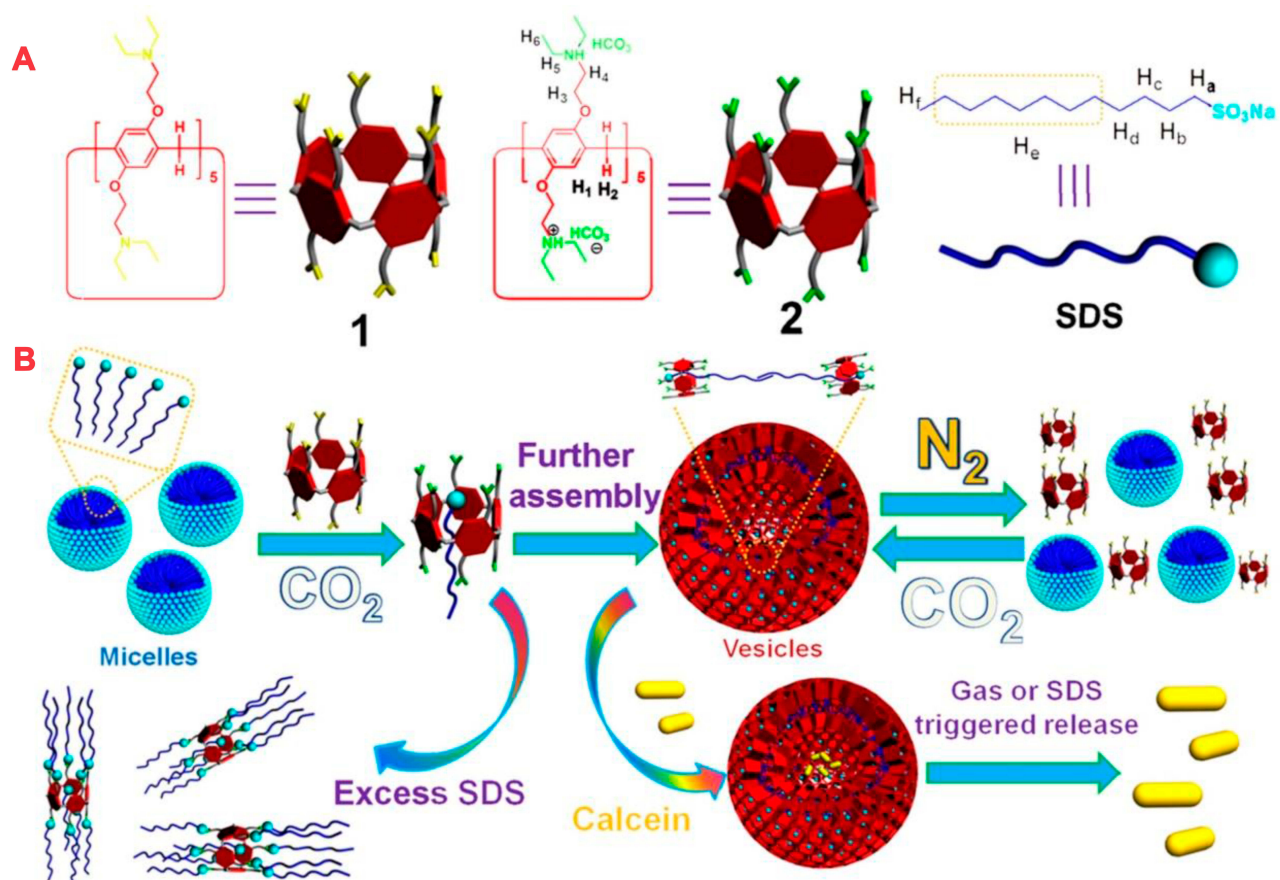 A
N
O
H
H
5
O
N
1
H6
NH
HCO3
H5
H4
H3
O
H
H
5
O
H1 H2
⊕
NH
HCO3
⊖
2
Hf
Hc
Ha
SO3Na
He
Hd
Hb
SDS
B
Micelles
CO2
Further
assembly
Vesicles
N2
CO2
Excess SDS
Calcein
Gas or SDS
triggered release